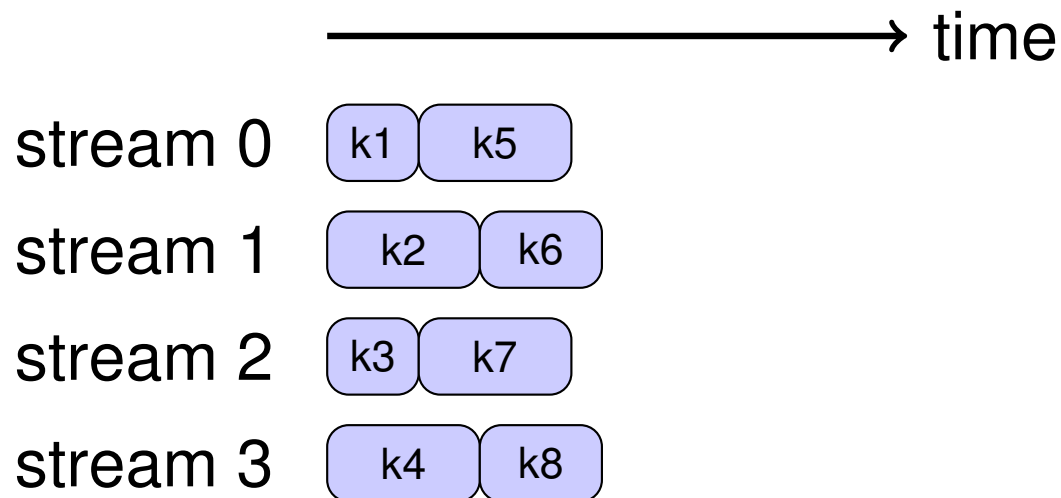 time
stream 0 k1 k5
stream 1 k2 k6
stream 2 k3 k7
stream 3 k4 k8